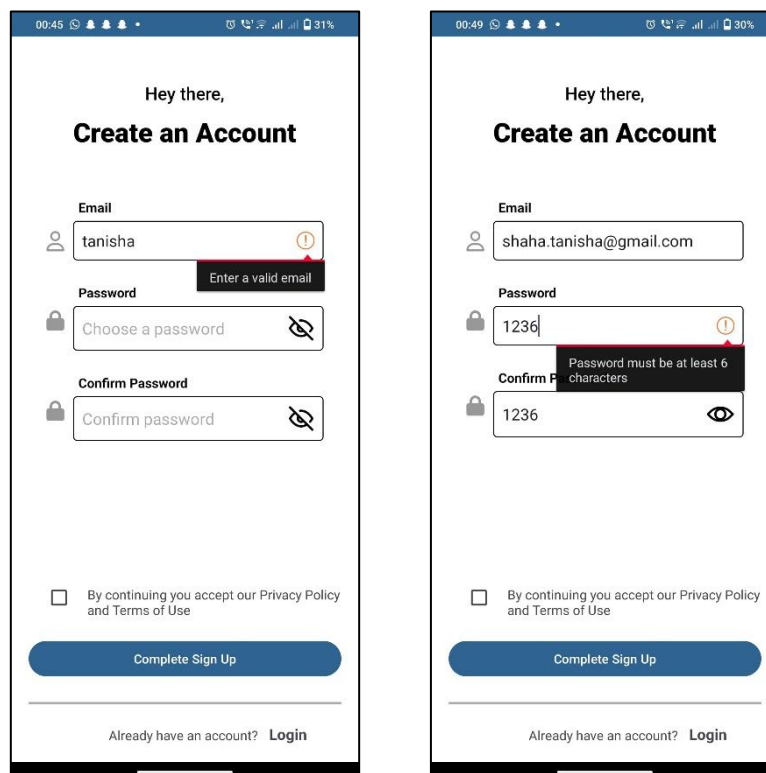 00:45
31%
Hey there,
Create an Account
Email
tanisha
Enter a valid email
Password
Choose a password
Confirm Password
Confirm password
By continuing you accept our Privacy Policy
and Terms of Use
Complete Sign Up
Already have an account? Login
00:49
30%
Hey there,
Create an Account
Email
shaha.tanisha@gmail.com
Password
1236
Password must be at least 6
characters
Confirm P
1236
By continuing you accept our Privacy Policy
and Terms of Use
Complete Sign Up
Already have an account? Login